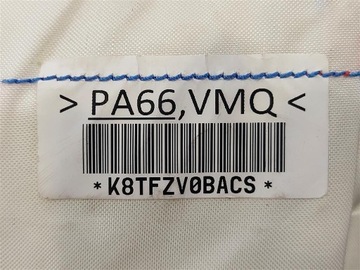 > PA66,VMQ <
*K8TFZV0BACS*